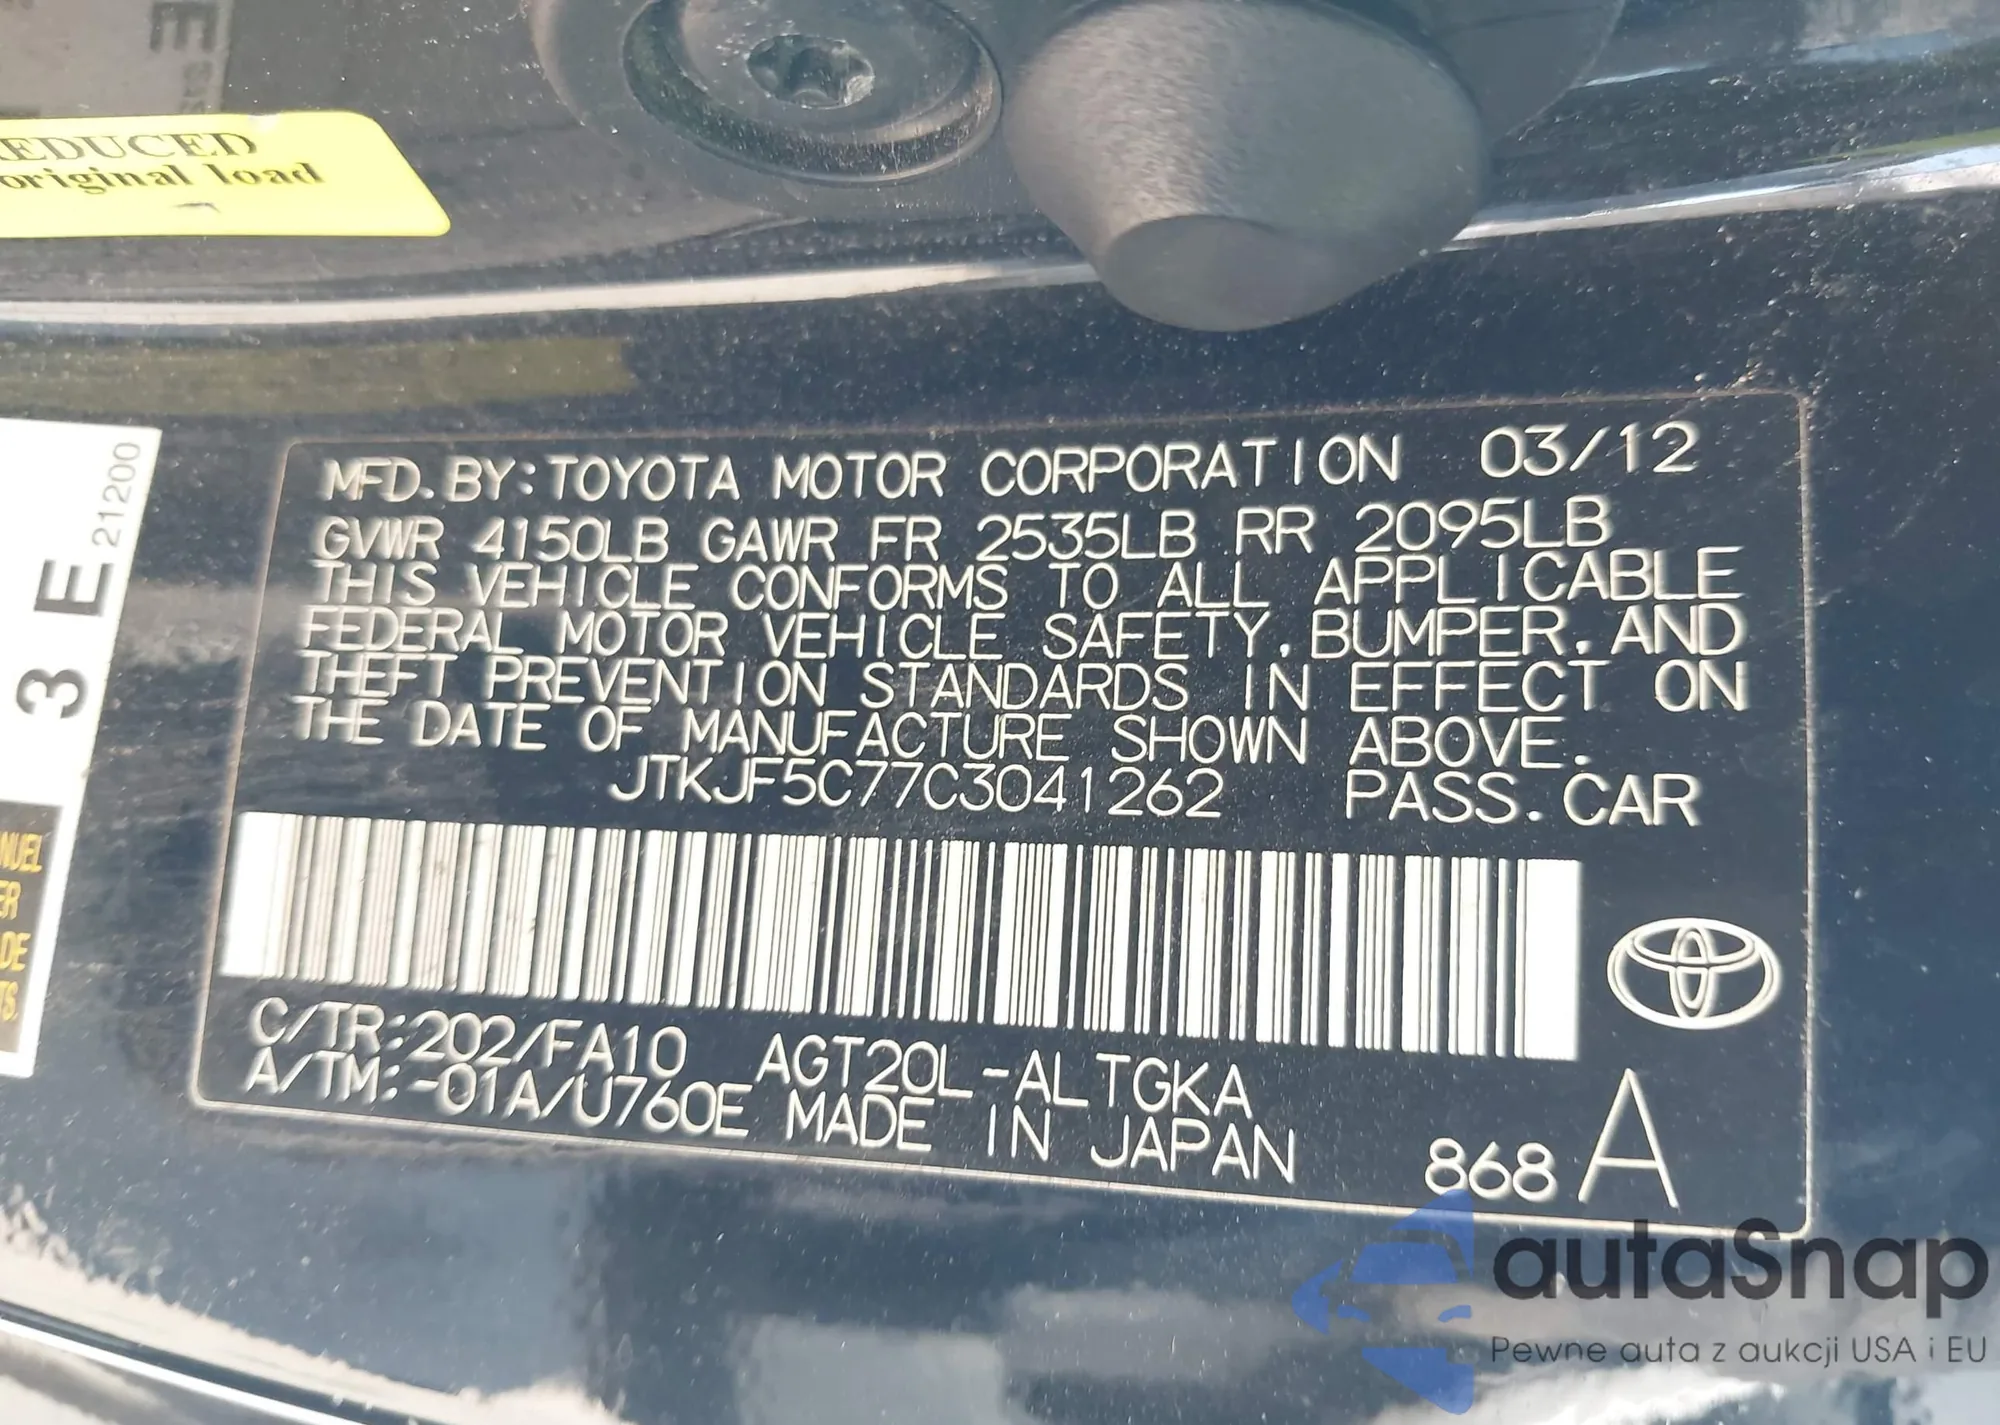 REDUCED
original load
E
21200
3 E
MFD. BY: TOYOTA MOTOR CORPORATION 03/12
GVWR 4150LB GAWR FR 2535LB RR 2095LB
THIS VEHICLE CONFORMS TO ALL APPLICABLE
FEDERAL MOTOR VEHICLE SAFETY, BUMPER, AND
THEFT PREVENTION STANDARDS IN EFFECT ON
THE DATE OF MANUFACTURE SHOWN ABOVE.
JTKJF5C77C3041262 PASS. CAR
C/TR: 202/FA10 AGT20L-ALTGKA
A/TM: -01A/U760E MADE IN JAPAN
868 A
autaSnap
Pewne auta z aukcji USA i EU